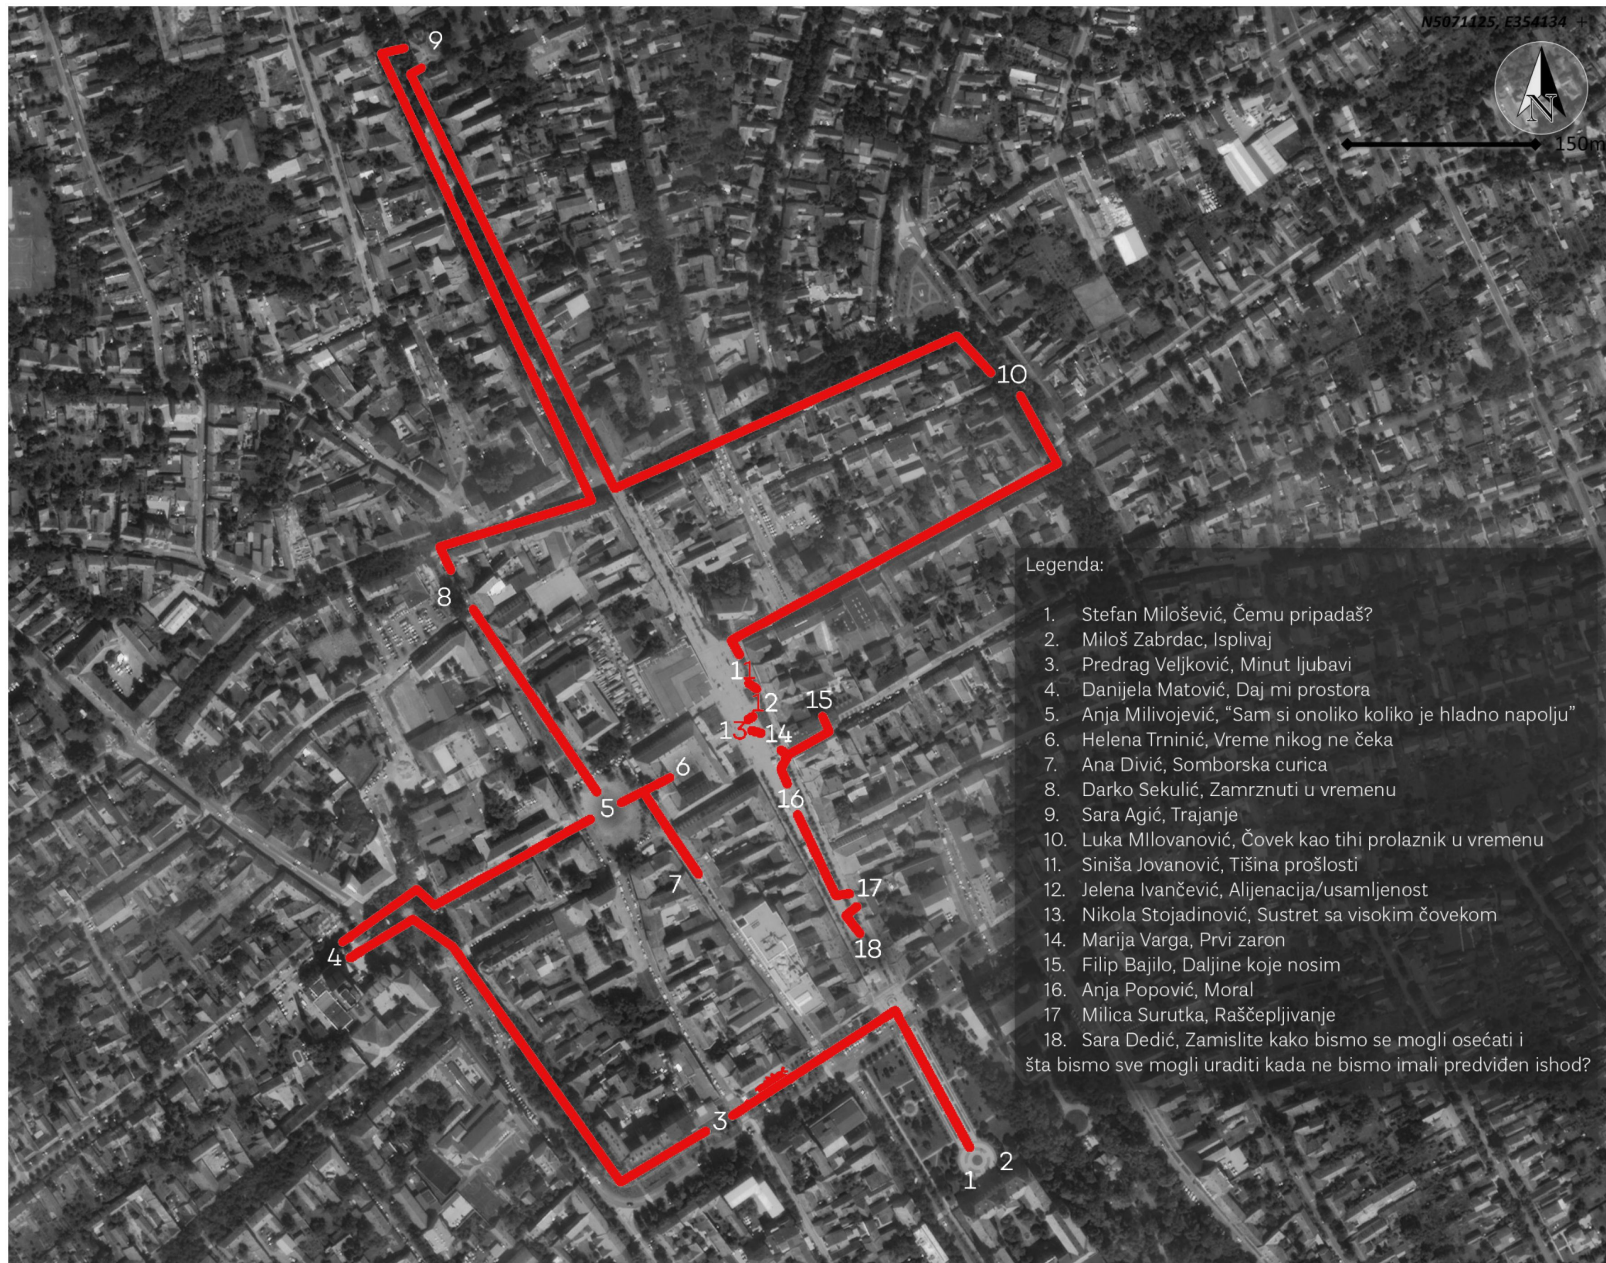 N5071125, E354134
N
150m
9
10
8
11
12
15
13
14
6
5
16
7
17
18
4
3
2
1
Legenda:
1. Stefan Milošević, Čemu pripadaš?
2. Miloš Zabrdac, Isplivaj
3. Predrag Veljković, Minut ljubavi
4. Danijela Matović, Daj mi prostora
5. Anja Milivojević, “Sam si onoliko koliko je hladno napolju”
6. Helena Trninić, Vreme nikog ne čeka
7. Ana Divić, Somborska curica
8. Darko Sekulić, Zamrznuti u vremenu
9. Sara Agić, Trajanje
10. Luka MIlovanović, Čovek kao tihi prolaznik u vremenu
11. Siniša Jovanović, Tišina prošlosti
12. Jelena Ivančević, Alijenacija/usamljenost
13. Nikola Stojadinović, Sustret sa visokim čovekom
14. Marija Varga, Prvi zaron
15. Filip Bajilo, Daljine koje nosim
16. Anja Popović, Moral
17 Milica Surutka, Raščepljivanje
18. Sara Dedić, Zamislite kako bismo se mogli osećati i
šta bismo sve mogli uraditi kada ne bismo imali predviđen ishod?